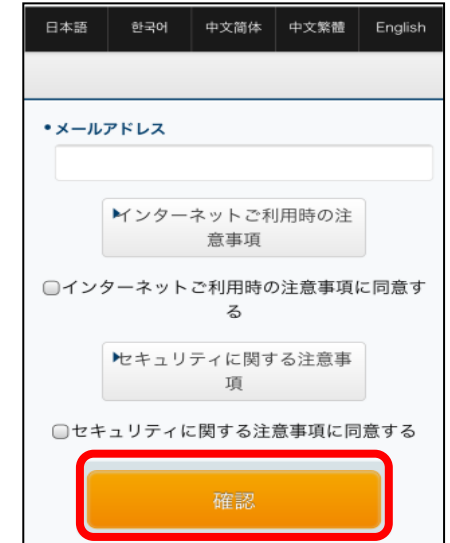 日本語 한국어 中文简体 中文繁體 English
•メールアドレス
インターネットご利用時の注
意事項
インターネットご利用時の注意事項に同意す
る
セキュリティに関する注意事
項
セキュリティに関する注意事項に同意する
確認